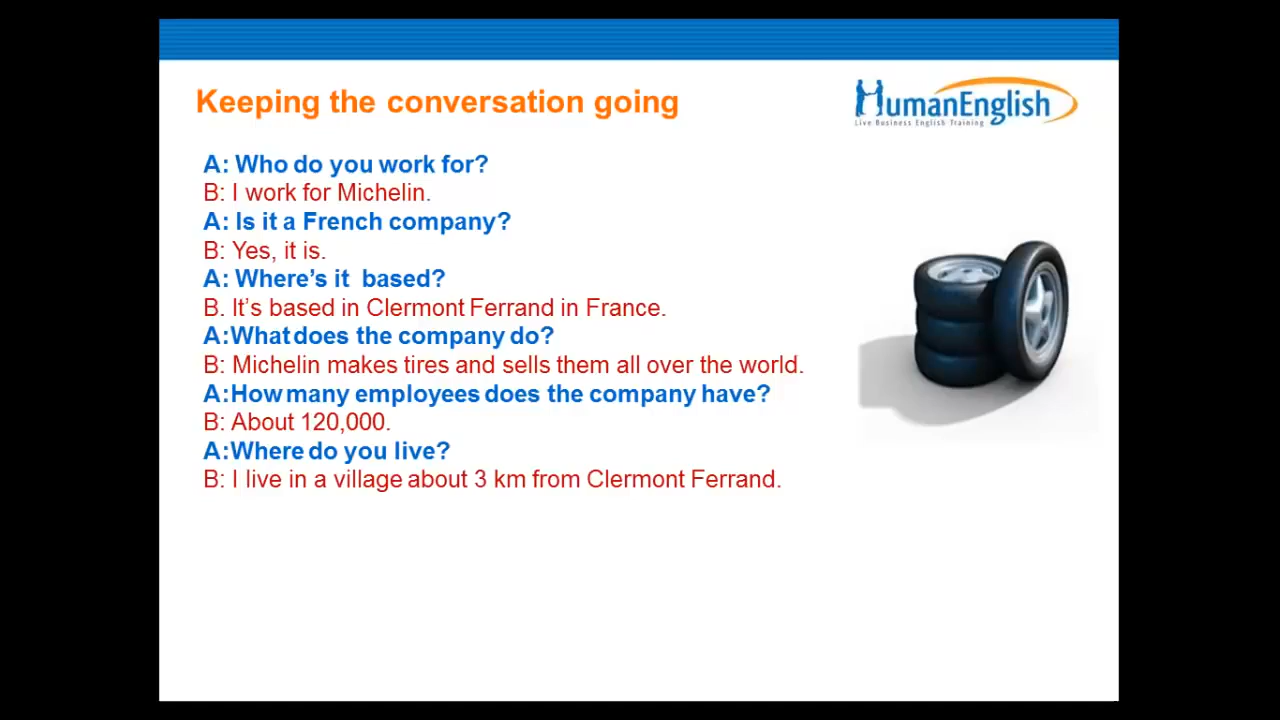 Keeping the conversation going
HumanEnglish
Live Business English Training
A: Who do you work for?
B: I work for Michelin.
A: Is it a French company?
B: Yes, it is.
A: Where’s it based?
B. It’s based in Clermont Ferrand in France.
A:What does the company do?
B: Michelin makes tires and sells them all over the world.
A:How many employees does the company have?
B: About 120,000.
A:Where do you live?
B: I live in a village about 3 km from Clermont Ferrand.